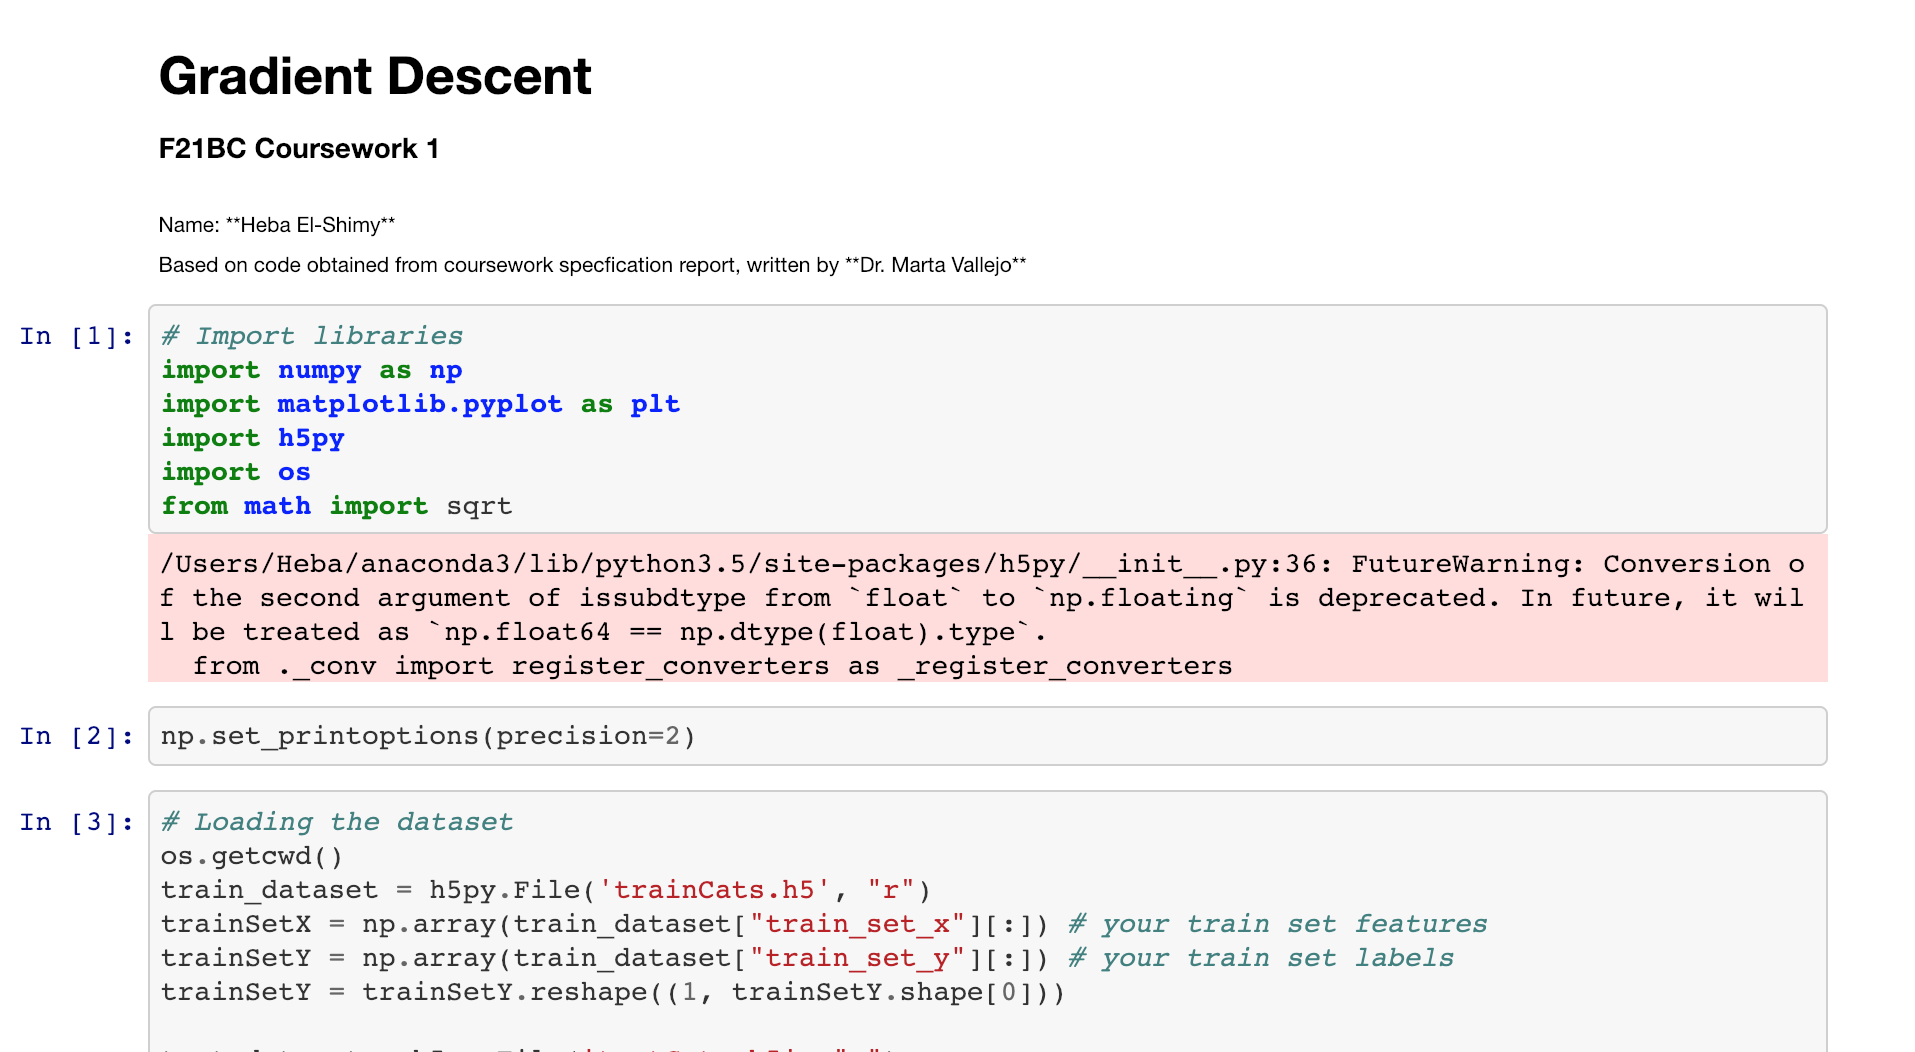 Gradient Descent
F21BC Coursework 1
Name: **Heba El-Shimy**
Based on code obtained from coursework specfication report, written by **Dr. Marta Vallejo**
In [1]:
# Import libraries
import numpy as np
import matplotlib.pyplot as plt
import h5py
import os
from math import sqrt
/Users/Heba/anaconda3/lib/python3.5/site-packages/h5py/__init__.py:36: FutureWarning: Conversion o
f the second argument of issubdtype from `float` to `np.floating` is deprecated. In future, it wil
l be treated as `np.float64 == np.dtype(float).type`.
  from ._conv import register_converters as _register_converters
In [2]:
np.set_printoptions(precision=2)
In [3]:
# Loading the dataset
os.getcwd()
train_dataset = h5py.File('trainCats.h5', "r")
trainSetX = np.array(train_dataset["train_set_x"][:]) # your train set features
trainSetY = np.array(train_dataset["train_set_y"][:]) # your train set labels
trainSetY = trainSetY.reshape((1, trainSetY.shape[0]))